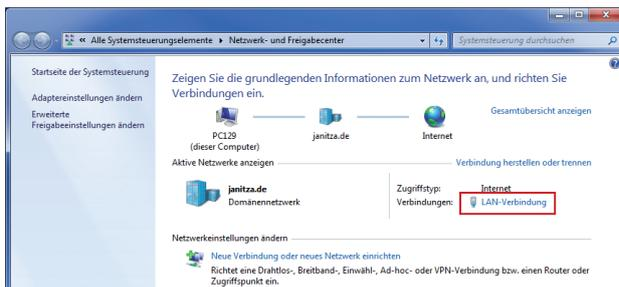 « Alle Systemsteuerungselemente ▸ Netzwerk- und Freigabecenter
Systemsteuerung durchsuchen
Startseite der Systemsteuerung
Adaptereinstellungen ändern
Erweiterte
Freigabeeinstellungen ändern
Zeigen Sie die grundlegenden Informationen zum Netzwerk an, und richten Sie
Verbindungen ein.
Gesamtübersicht anzeigen
PC129
(dieser Computer)
janitza.de
Internet
Aktive Netzwerke anzeigen
Verbindung herstellen oder trennen
janitza.de
Domänennetzwerk
Zugriffstyp: Internet
Verbindungen: LAN-Verbindung
Netzwerkeinstellungen ändern
Neue Verbindung oder neues Netzwerk einrichten
Richtet eine Drahtlos-, Breitband-, Einwähl-, Ad-hoc- oder VPN-Verbindung bzw. einen Router oder
Zugriffspunkt ein.